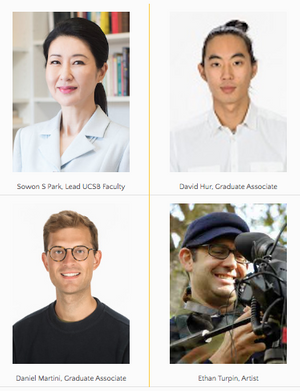 Sowon S Park, Lead UCSB Faculty
David Hur, Graduate Associate
Daniel Martini, Graduate Associate
Ethan Turpin, Artist